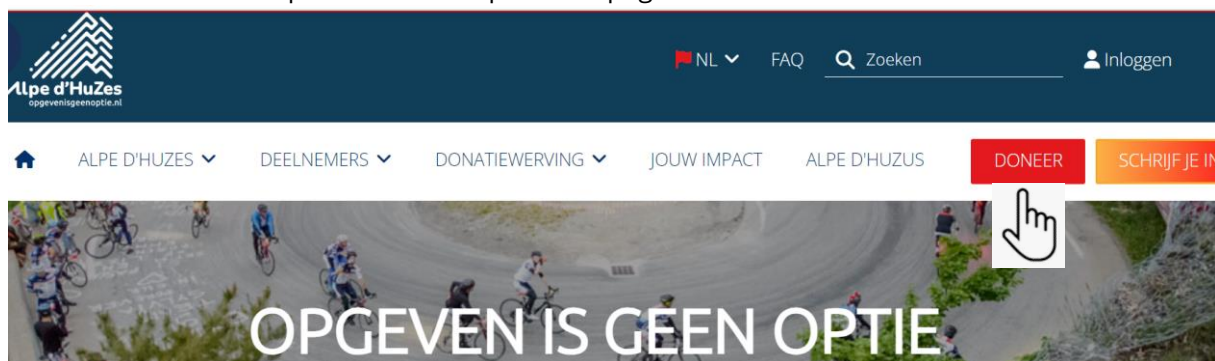 NL FAQ Zoeken Inloggen
Alpe d'HuZes
opgevenisgeenoptie.nl
ALPE D'HUZES DEELNEMERS DONATIEWERVING JOUW IMPACT ALPE D'HUZUS DONEER SCHRIJF JE IN
OPGEVEN IS GEEN OPTIE